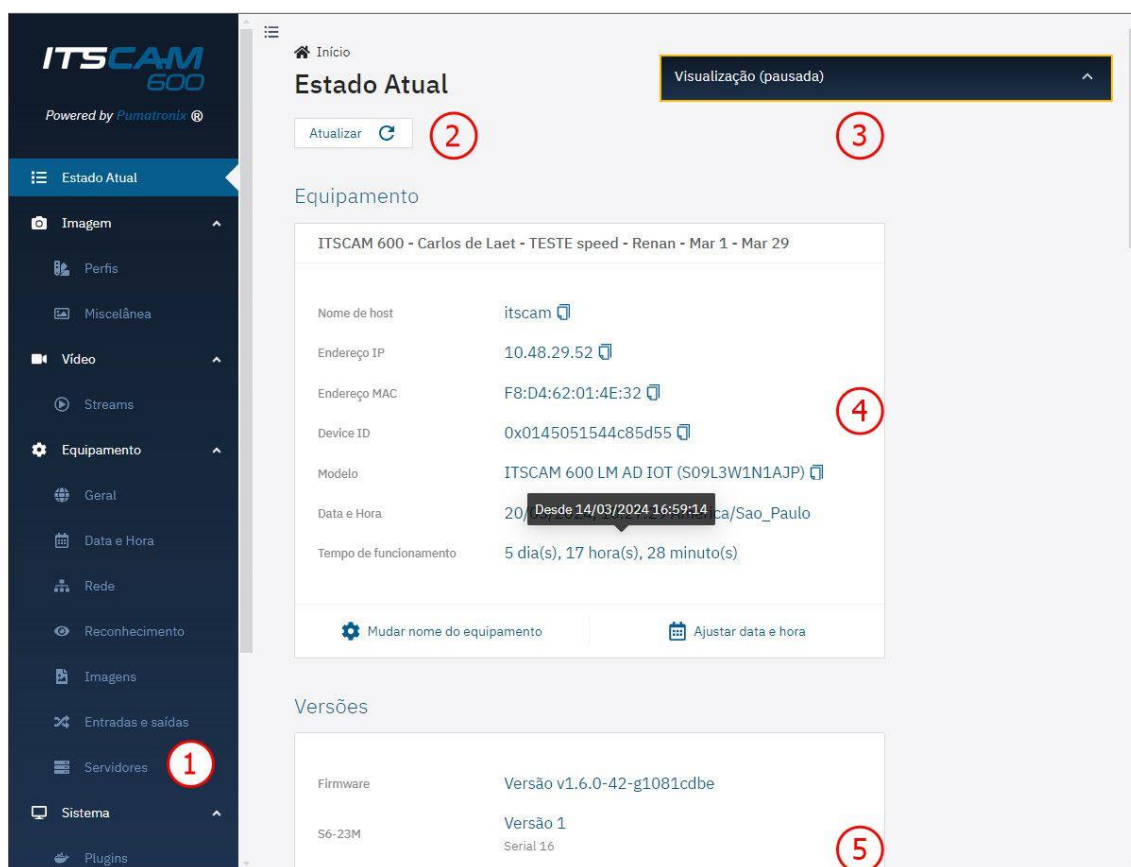 ITSCAM
600
Powered by Pumatronix ®
Estado Atual
Imagem
Perfis
Miscelânea
Vídeo
Streams
Equipamento
Geral
Data e Hora
Rede
Reconhecimento
Imagens
Entradas e saídas
Servidores
1
Sistema
Plugins
Início
Estado Atual
Atualizar
2
Visualização (pausada)
3
Equipamento
ITSCAM 600 - Carlos de Laet - TESTE speed - Renan - Mar 1 - Mar 29
Nome de host itscam
Endereço IP 10.48.29.52
Endereço MAC F8:D4:62:01:4E:32
4
Device ID 0x0145051544c85d55
Modelo ITSCAM 600 LM AD IOT (S09L3W1N1AJP)
Desde 14/03/2024 16:59:14
Data e Hora 20/ ca/Sao_Paulo
Tempo de funcionamento 5 dia(s), 17 hora(s), 28 minuto(s)
Mudar nome do equipamento Ajustar data e hora
Versões
Firmware Versão v1.6.0-42-g1081cdbe
S6-23M Versão 1
Serial 16
5